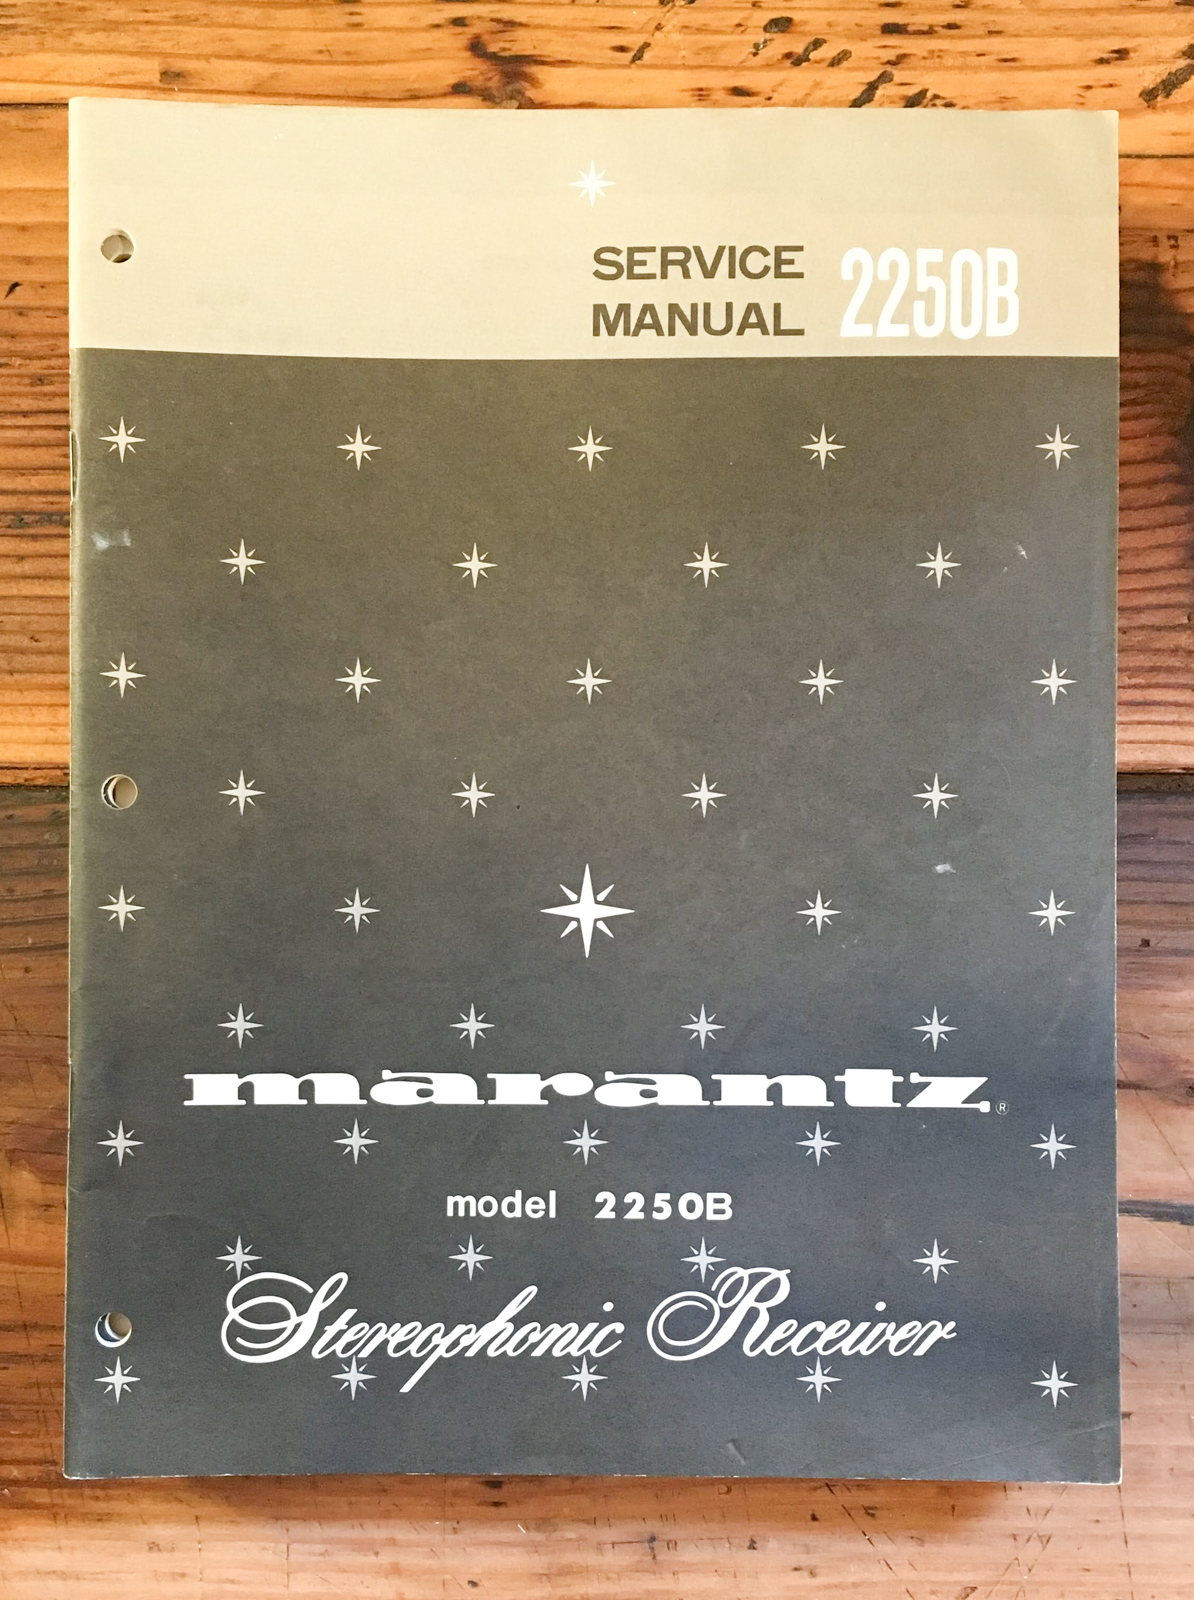 SERVICE
MANUAL 2250B
marantz®
model 2250B
Stereophonic Receiver